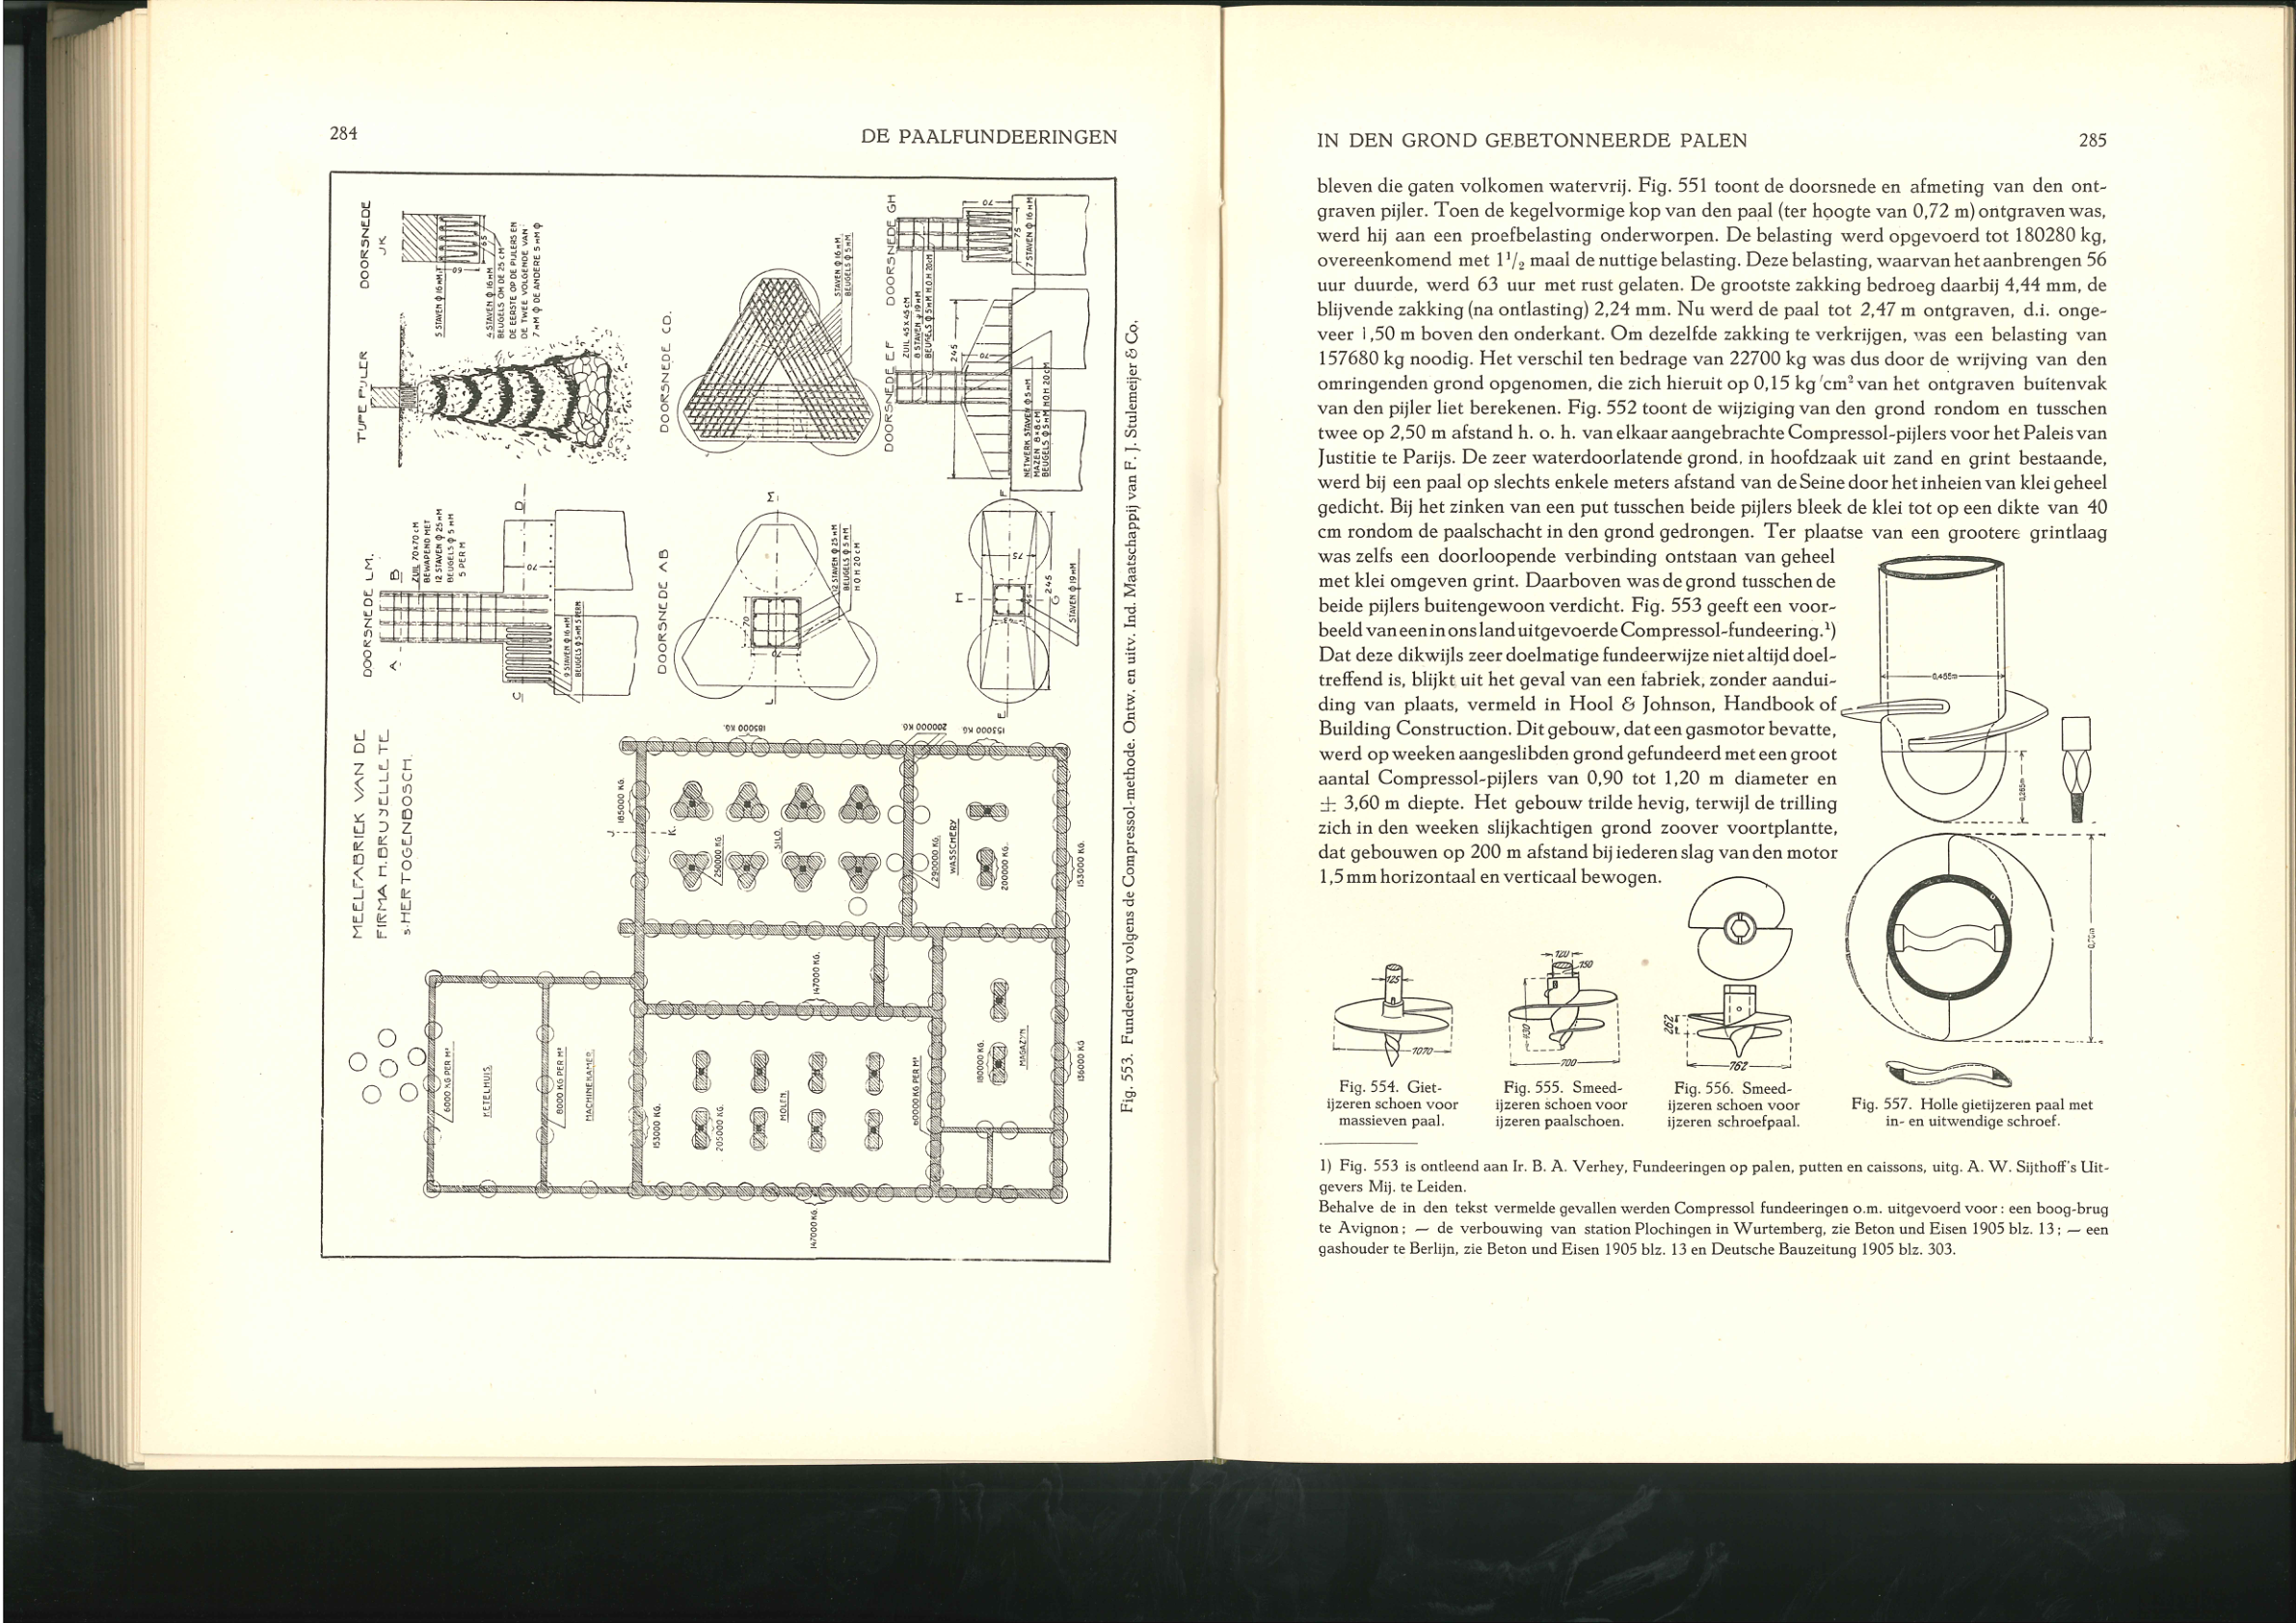 284
DE PAALFUNDEERINGEN
MEELFABRIEK VAN DE
FIRMA H. BRUYELLE TE
s-HERTOGENBOSCH.
DOORSNEDE LM.
A
B
ZUIL 70x70 cM
BEWAPEND MET
12 STAVEN Φ 25 mM
BEUGELS Φ 5 mM
5 PER M
C
D
70
9 STAVEN Φ 16 mM
BEUGELS Φ 5mM 5 PERM
TYPE PIJLER
DOORSNEDE
JK
5 STAVEN Φ 16 mM
60
65
4 STAVEN Φ 16 mM
BEUGELS OM DE 25 cM
DE EERSTE OP DE PIJLERS EN
DE TWEE VOLGENDE VAN
7 mM Φ DE ANDERE 5 mM Φ
DOORSNEDE AB
L
M
70
70
12 STAVEN Φ 25 mM
BEUGELS Φ 5 mM
H O H 20 cM
DOORSNEDE CD.
STAVEN Φ 16 mM
BEUGELS Φ 5 mM
DOORSNEDE EF
DOORSNEDE GH
ZUIL 45 x 45 cM
8 STAVEN Φ 19 mM
BEUGELS Φ 5mM H.O.H 20cM
245
70
NETWERK STAVEN Φ 5 mM
MAZEN 8 x 8 cM
BEUGELS Φ 5 mM H O H 20 cM
70
75
7 STAVEN Φ 16 mM
E
F
H
G
75
45
245
STAVEN Φ 19 mM
6000 KG PER M²
KETELHUIS
8000 KG PER M²
MACHINEKAMER
153000 KG.
205000 KG.
MOLEN
147000 KG.
147000 KG.
60000 KG PER M²
180000 KG.
MAGAZYN
156000 KG
185000 KG.
J
K.
250000 KG
SILO
185000 KG.
200000 KG.
153000 KG
290000 KG.
WASSCHERY
200000 KG.
153000 KG.
Fig. 553. Fundeering volgens de Compressol-methode. Ontw. en uitv. Ind. Maatschappij van F. J. Stulemeijer & Co.
IN DEN GROND GEBETONNEERDE PALEN
285
bleven die gaten volkomen watervrij. Fig. 551 toont de doorsnede en afmeting van den ont-
graven pijler. Toen de kegelvormige kop van den paal (ter hoogte van 0,72 m) ontgraven was,
werd hij aan een proefbelasting onderworpen. De belasting werd opgevoerd tot 180280 kg,
overeenkomend met 1¹/₂ maal de nuttige belasting. Deze belasting, waarvan het aanbrengen 56
uur duurde, werd 63 uur met rust gelaten. De grootste zakking bedroeg daarbij 4,44 mm, de
blijvende zakking (na ontlasting) 2,24 mm. Nu werd de paal tot 2,47 m ontgraven, d.i. onge-
veer 1,50 m boven den onderkant. Om dezelfde zakking te verkrijgen, was een belasting van
157680 kg noodig. Het verschil ten bedrage van 22700 kg was dus door de wrijving van den
omringenden grond opgenomen, die zich hieruit op 0,15 kg/cm² van het ontgraven buitenvak
van den pijler liet berekenen. Fig. 552 toont de wijziging van den grond rondom en tusschen
twee op 2,50 m afstand h. o. h. van elkaar aangebrachte Compressol-pijlers voor het Paleis van
Justitie te Parijs. De zeer waterdoorlatende grond, in hoofdzaak uit zand en grint bestaande,
werd bij een paal op slechts enkele meters afstand van de Seine door het inheien van klei geheel
gedicht. Bij het zinken van een put tusschen beide pijlers bleek de klei tot op een dikte van 40
cm rondom de paalschacht in den grond gedrongen. Ter plaatse van een grootere grintlaag
was zelfs een doorloopende verbinding ontstaan van geheel
met klei omgeven grint. Daarboven was de grond tusschen de
beide pijlers buitengewoon verdicht. Fig. 553 geeft een voor-
beeld van een in ons land uitgevoerde Compressol-fundeering.¹)
Dat deze dikwijls zeer doelmatige fundeerwijze niet altijd doel-
treffend is, blijkt uit het geval van een fabriek, zonder aandui-
ding van plaats, vermeld in Hool & Johnson, Handbook of
Building Construction. Dit gebouw, dat een gasmotor bevatte,
werd op weeken aangeslibden grond gefundeerd met een groot
aantal Compressol-pijlers van 0,90 tot 1,20 m diameter en
± 3,60 m diepte. Het gebouw trilde hevig, terwijl de trilling
zich in den weeken slijkachtigen grond zoover voortplantte,
dat gebouwen op 200 m afstand bij iederen slag van den motor
1,5 mm horizontaal en verticaal bewogen.
0,455m
0,265m
0,70m
125
1070
120
150
430
700
262
762
Fig. 554. Giet-
ijzeren schoen voor
massieven paal.
Fig. 555. Smeed-
ijzeren schoen voor
ijzeren paalschoen.
Fig. 556. Smeed-
ijzeren schoen voor
ijzeren schroefpaal.
Fig. 557. Holle gietijzeren paal met
in- en uitwendige schroef.
1) Fig. 553 is ontleend aan Ir. B. A. Verhey, Fundeeringen op palen, putten en caissons, uitg. A. W. Sijthoff's Uit-
gevers Mij. te Leiden.
Behalve de in den tekst vermelde gevallen werden Compressol fundeeringen o.m. uitgevoerd voor: een boog-brug
te Avignon; — de verbouwing van station Plochingen in Wurtemberg, zie Beton und Eisen 1905 blz. 13; — een
gashouder te Berlijn, zie Beton und Eisen 1905 blz. 13 en Deutsche Bauzeitung 1905 blz. 303.